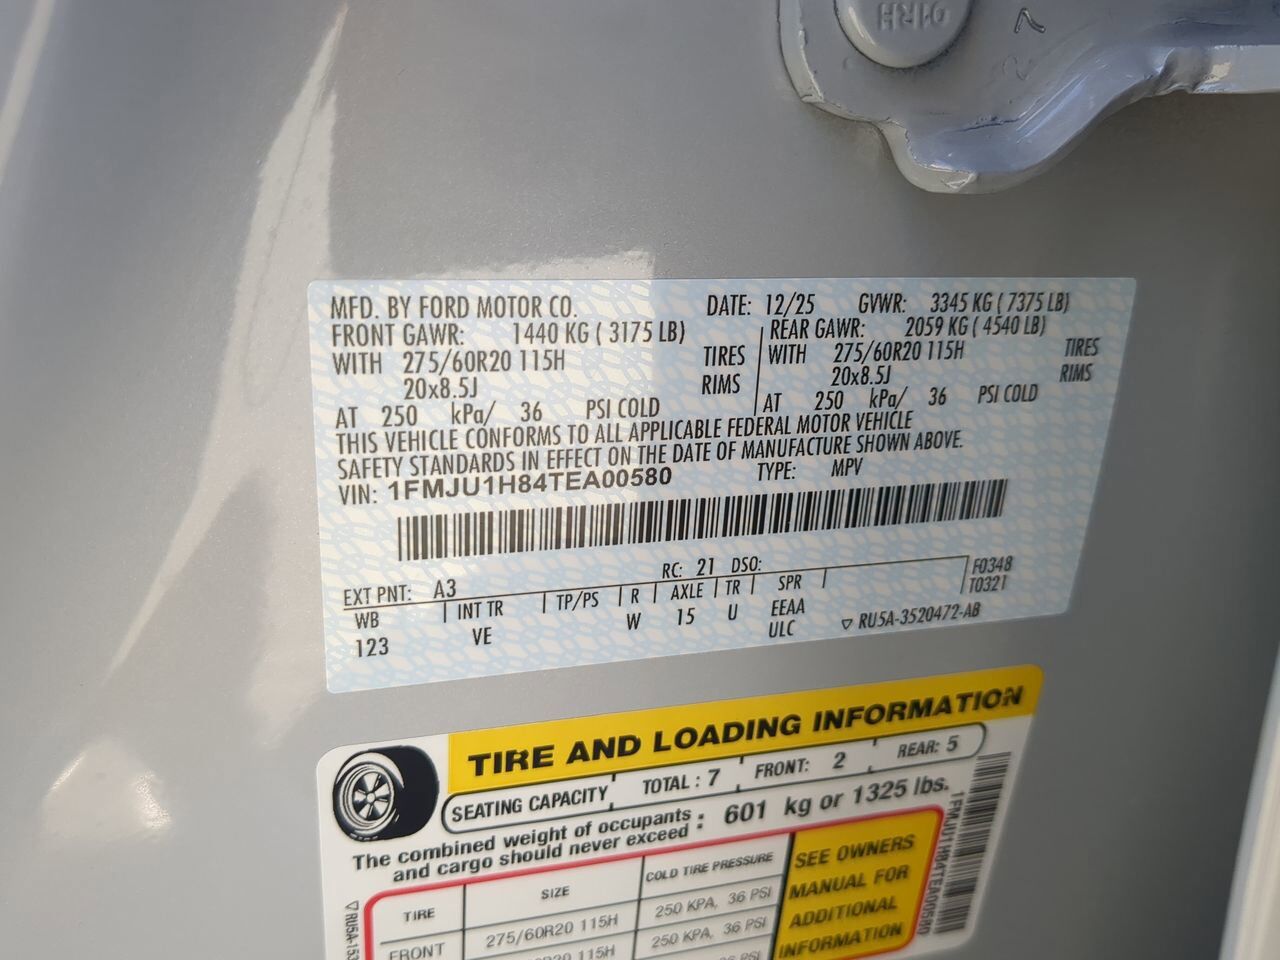 01RH
27
MFD. BY FORD MOTOR CO. DATE: 12/25 GVWR: 3345 KG ( 7375 LB)
FRONT GAWR: 1440 KG ( 3175 LB) REAR GAWR: 2059 KG ( 4540 LB)
WITH 275/60R20 115H TIRES WITH 275/60R20 115H TIRES
20x8.5J RIMS 20x8.5J RIMS
AT 250 kPa/ 36 PSI COLD AT 250 kPa/ 36 PSI COLD
THIS VEHICLE CONFORMS TO ALL APPLICABLE FEDERAL MOTOR VEHICLE
SAFETY STANDARDS IN EFFECT ON THE DATE OF MANUFACTURE SHOWN ABOVE.
VIN: 1FMJU1H84TEA00580 TYPE: MPV
EXT PNT: A3 RC: 21 DSO: F0348
WB INT TR TP/PS R AXLE TR SPR T0321
123 VE W 15 U EEAA
ULC ▽ RU5A-3520472-AB
TIRE AND LOADING INFORMATION
SEATING CAPACITY TOTAL : 7 FRONT: 2 REAR: 5
The combined weight of occupants and cargo should never exceed : 601 kg or 1325 lbs.
TIRE SIZE COLD TIRE PRESSURE
FRONT 275/60R20 115H 250 KPA, 36 PSI
115H 250 KPA, 36 PSI
PSI
SEE OWNERS
MANUAL FOR
ADDITIONAL
INFORMATION
1FMJU1H84TEA00580
▽ RU5A-153